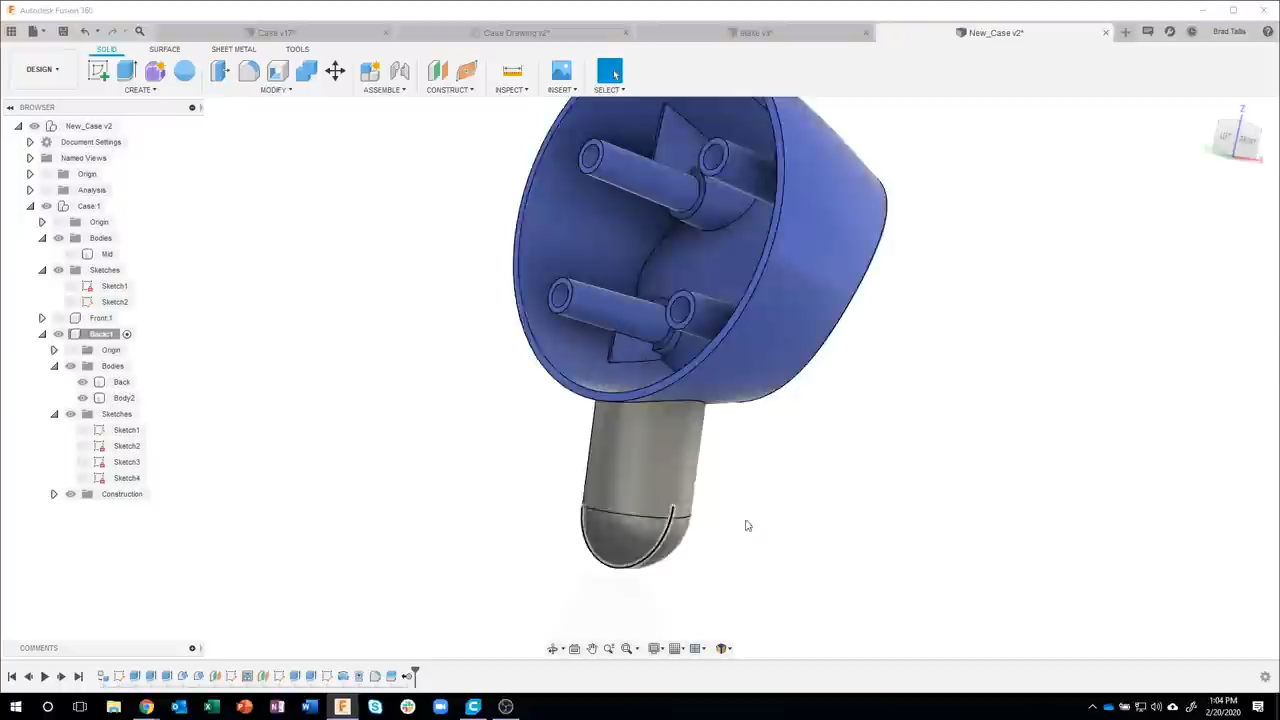 Autodesk Fusion 360
Case v17*
Case Drawing v2*
New_Case v2*
Brad Tallis
SOLID SURFACE SHEET METAL TOOLS
DESIGN
CREATE MODIFY ASSEMBLE CONSTRUCT INSPECT INSERT SELECT
BROWSER
New_Case v2
Document Settings
Named Views
Origin
Analysis
Case:1
Origin
Bodies
Mid
Sketches
Sketch1
Sketch2
Front:1
Back:1
Origin
Bodies
Back
Body2
Sketches
Sketch1
Sketch2
Sketch3
Sketch4
Construction
Z
LEFT FRONT
COMMENTS
1:04 PM
2/20/2020